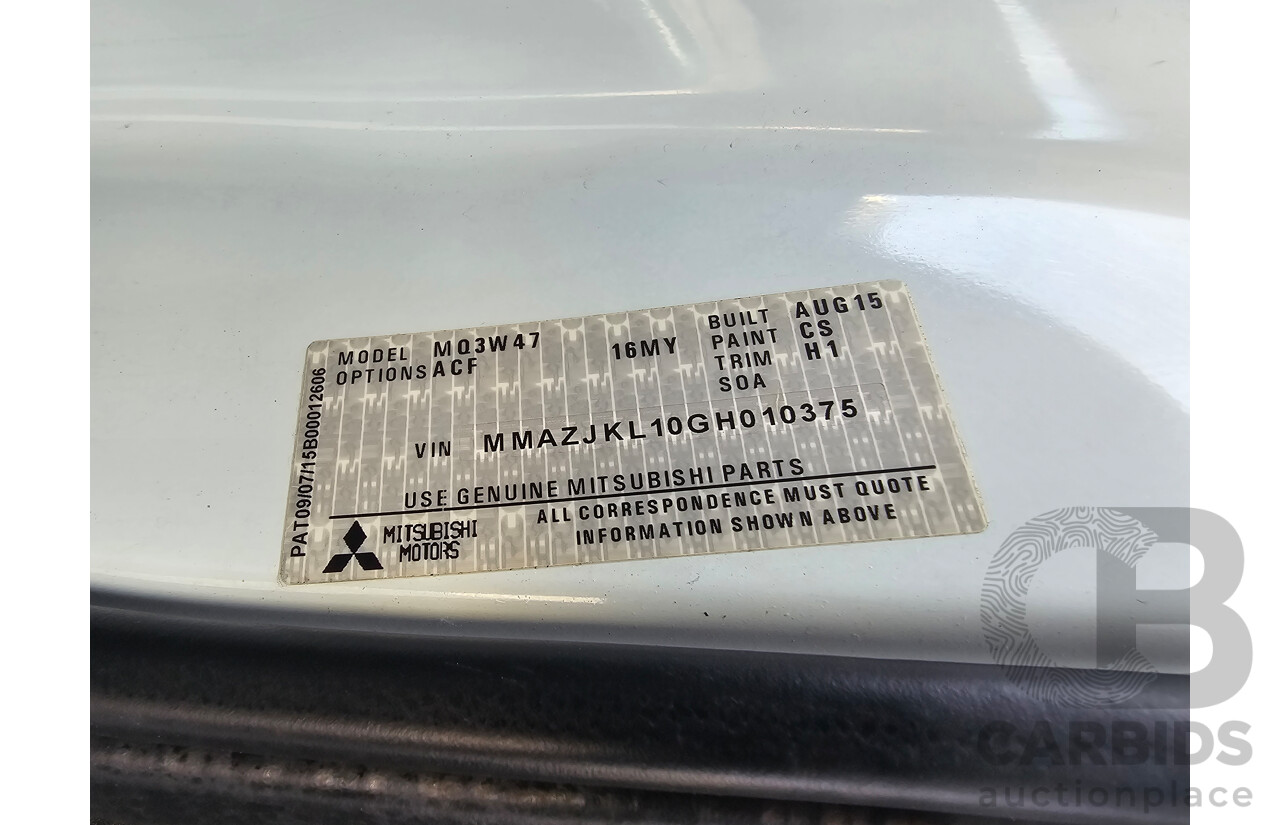 MODEL MQ3W47 16MY BUILT AUG15
OPTIONS ACF PAINT CS
TRIM H1
SOA
VIN MMAZJKL10GH010375
USE GENUINE MITSUBISHI PARTS
ALL CORRESPONDENCE MUST QUOTE
INFORMATION SHOWN ABOVE
MITSUBISHI
MOTORS
PAT09/07/15B00012606
CB
CARBIDS
auctionplace